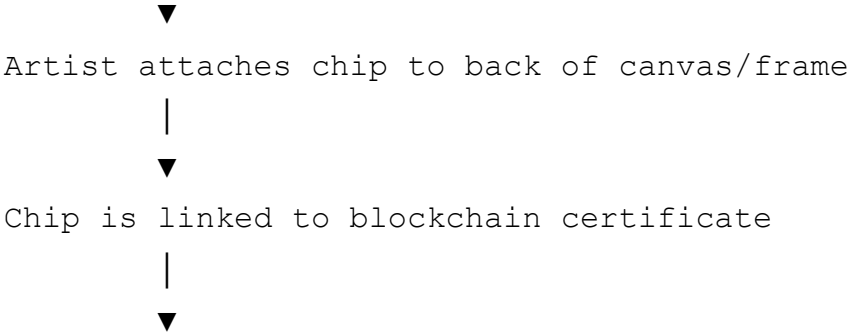 ▼
Artist attaches chip to back of canvas/frame
│
▼
Chip is linked to blockchain certificate
│
▼